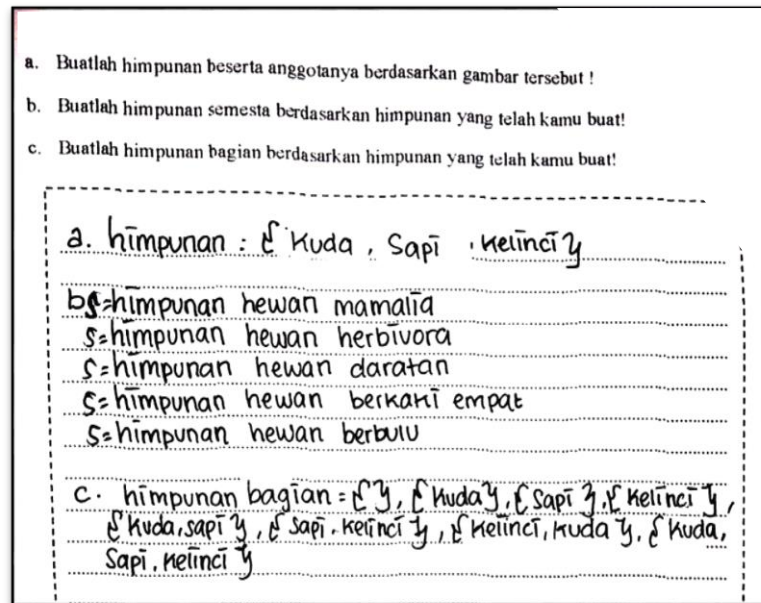 a. Buatlah himpunan beserta anggotanya berdasarkan gambar tersebut !
b. Buatlah himpunan semesta berdasarkan himpunan yang telah kamu buat!
c. Buatlah himpunan bagian berdasarkan himpunan yang telah kamu buat!
a. himpunan : { Kuda , Sapi , Kelinci }
b. S = himpunan hewan mamalia
S = himpunan hewan herbivora
S = himpunan hewan daratan
S = himpunan hewan berkaki empat
S = himpunan hewan berbulu
c. himpunan bagian = { }, { Kuda }, { Sapi }, { Kelinci },
{ Kuda, sapi }, { Sapi, Kelinci }, { Kelinci, Kuda }, { Kuda,
Sapi, Kelinci }